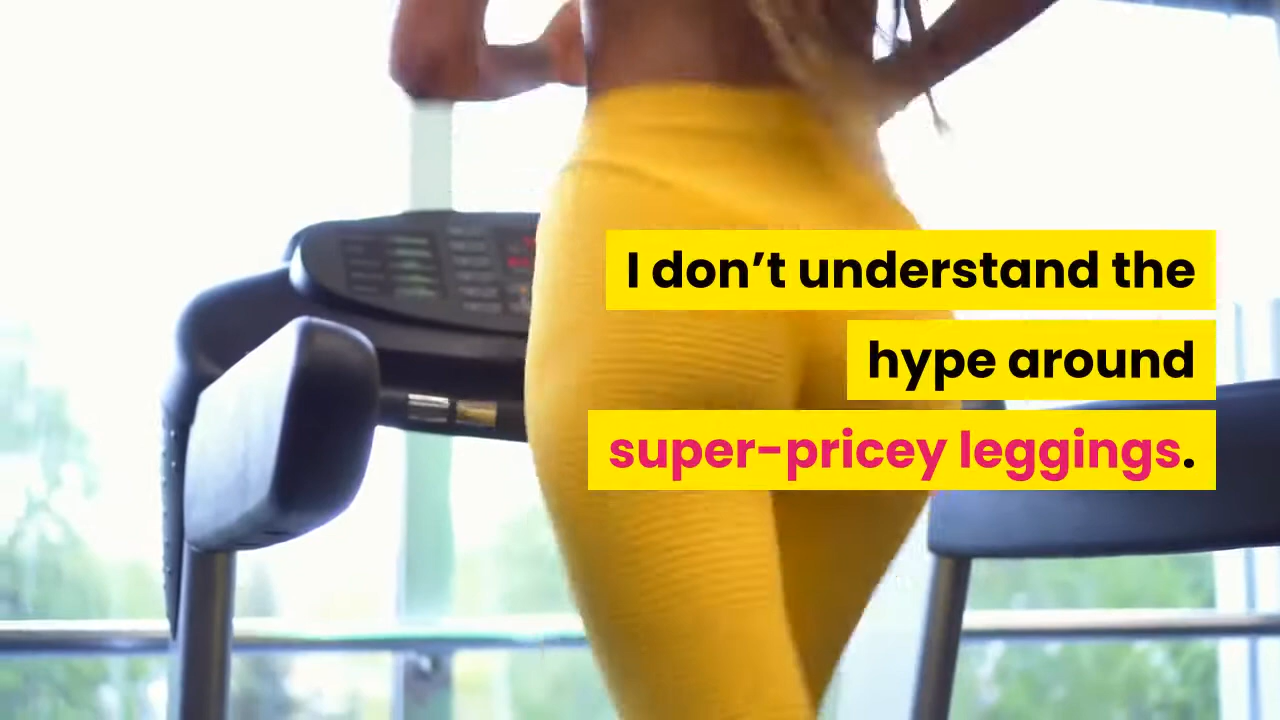 I don’t understand the
hype around
super-pricey leggings.